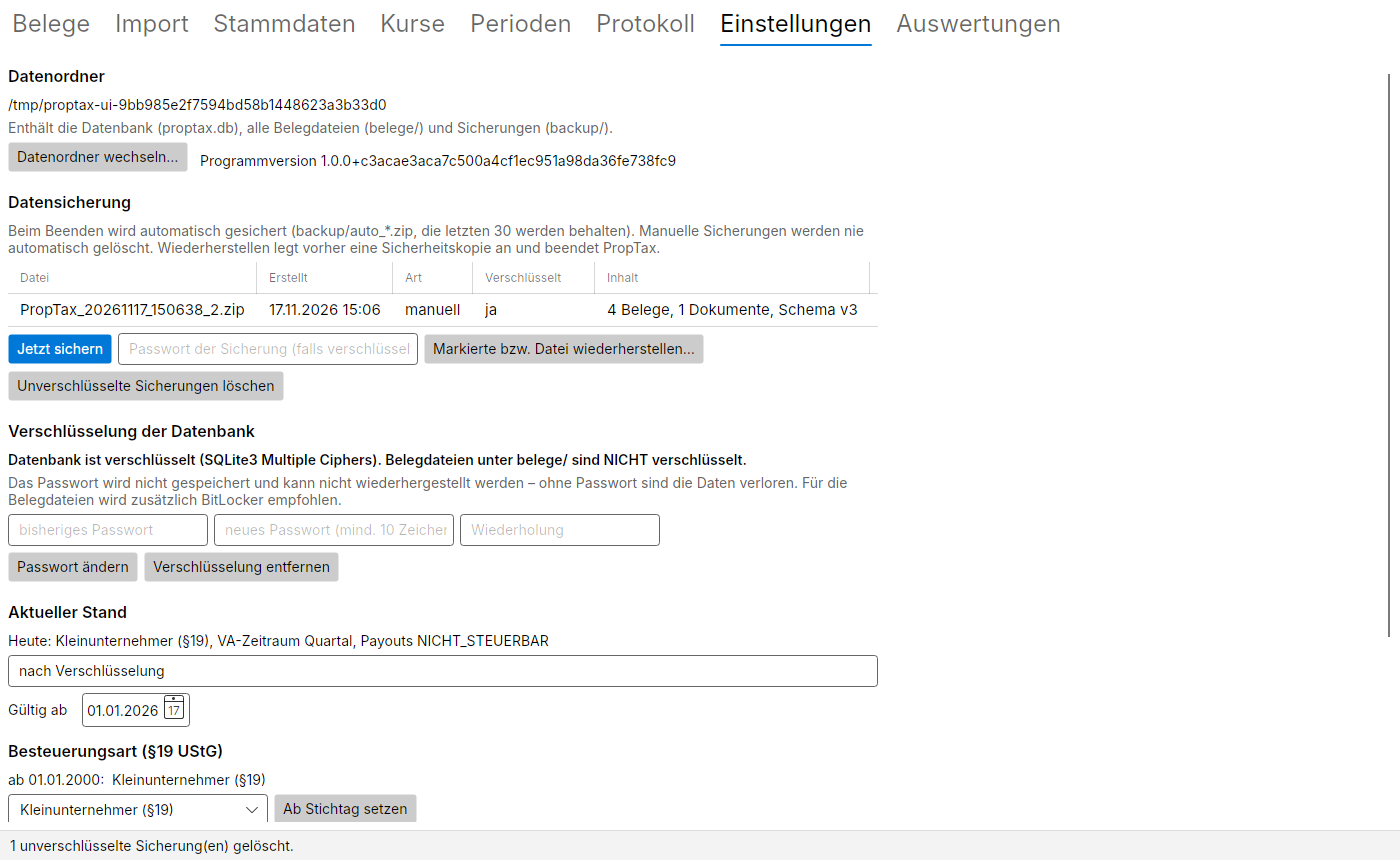 Belege Import Stammdaten Kurse Perioden Protokoll Einstellungen Auswertungen
Datenordner
/tmp/proptax-ui-9bb985e2f7594bd58b1448623a3b33d0
Enthält die Datenbank (proptax.db), alle Belegdateien (belege/) und Sicherungen (backup/).
Datenordner wechseln... Programmversion 1.0.0+c3acae3aca7c500a4cf1ec951a98da36fe738fc9
Datensicherung
Beim Beenden wird automatisch gesichert (backup/auto_*.zip, die letzten 30 werden behalten). Manuelle Sicherungen werden nie
automatisch gelöscht. Wiederherstellen legt vorher eine Sicherheitskopie an und beendet PropTax.
Datei Erstellt Art Verschlüsselt Inhalt
PropTax_20261117_150638_2.zip 17.11.2026 15:06 manuell ja 4 Belege, 1 Dokumente, Schema v3
Jetzt sichern Passwort der Sicherung (falls verschlüssel Markierte bzw. Datei wiederherstellen...
Unverschlüsselte Sicherungen löschen
Verschlüsselung der Datenbank
Datenbank ist verschlüsselt (SQLite3 Multiple Ciphers). Belegdateien unter belege/ sind NICHT verschlüsselt.
Das Passwort wird nicht gespeichert und kann nicht wiederhergestellt werden – ohne Passwort sind die Daten verloren. Für die
Belegdateien wird zusätzlich BitLocker empfohlen.
bisheriges Passwort neues Passwort (mind. 10 Zeichen Wiederholung
Passwort ändern Verschlüsselung entfernen
Aktueller Stand
Heute: Kleinunternehmer (§19), VA-Zeitraum Quartal, Payouts NICHT_STEUERBAR
nach Verschlüsselung
Gültig ab 01.01.2026 17
Besteuerungsart (§19 UStG)
ab 01.01.2000: Kleinunternehmer (§19)
Kleinunternehmer (§19) Ab Stichtag setzen
1 unverschlüsselte Sicherung(en) gelöscht.